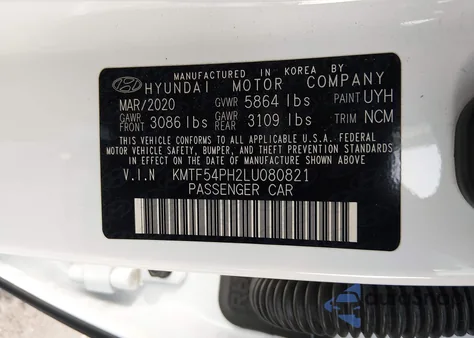 MANUFACTURED IN KOREA BY
HYUNDAI MOTOR COMPANY
MAR/2020 GVWR 5864 lbs PAINT UYH
GAWR FRONT 3086 lbs GAWR REAR 3109 lbs TRIM NCM
THIS VEHICLE CONFORMS TO ALL APPLICABLE U.S.A. FEDERAL
MOTOR VEHICLE SAFETY, BUMPER, AND THEFT PREVENTION STANDARDS
IN EFFECT ON THE DATE OF MANUFACTURE SHOWN ABOVE.
V.I.N KMTF54PH2LU080821
PASSENGER CAR